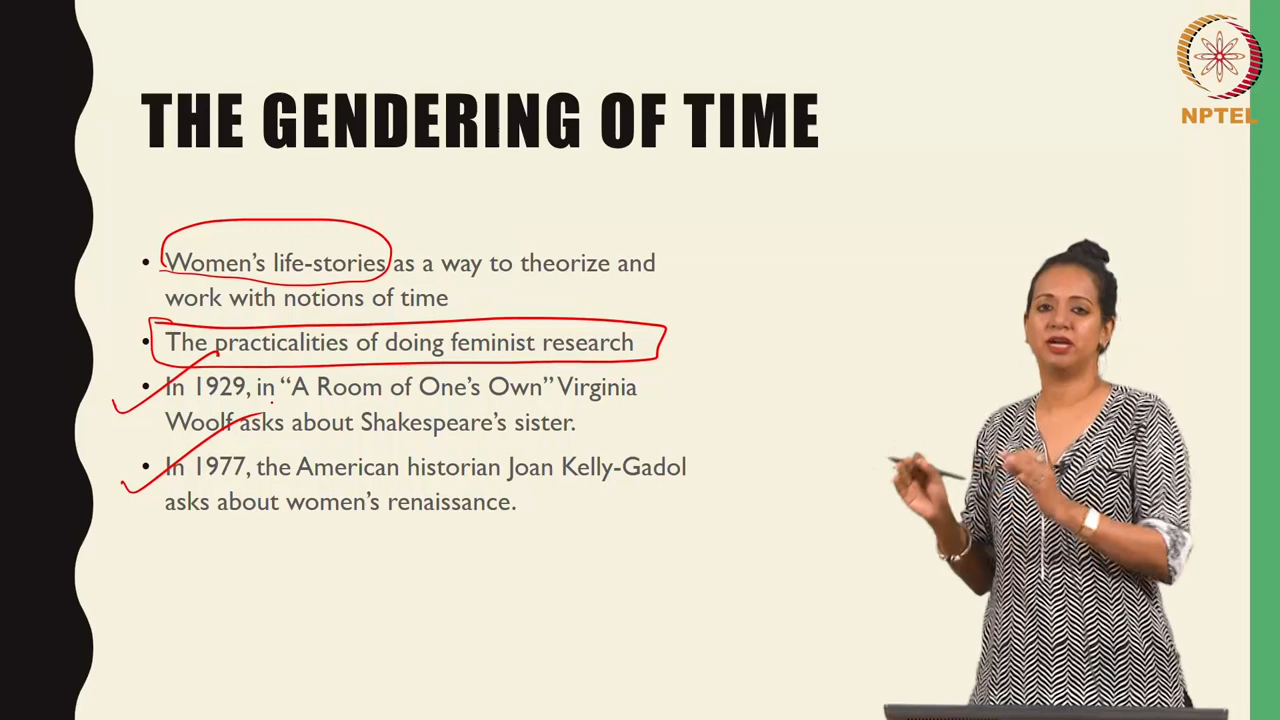 THE GENDERING OF TIME
NPTEL
• Women's life-stories as a way to theorize and
work with notions of time
• The practicalities of doing feminist research
• In 1929, in “A Room of One's Own” Virginia
Woolf asks about Shakespeare's sister.
• In 1977, the American historian Joan Kelly-Gadol
asks about women's renaissance.